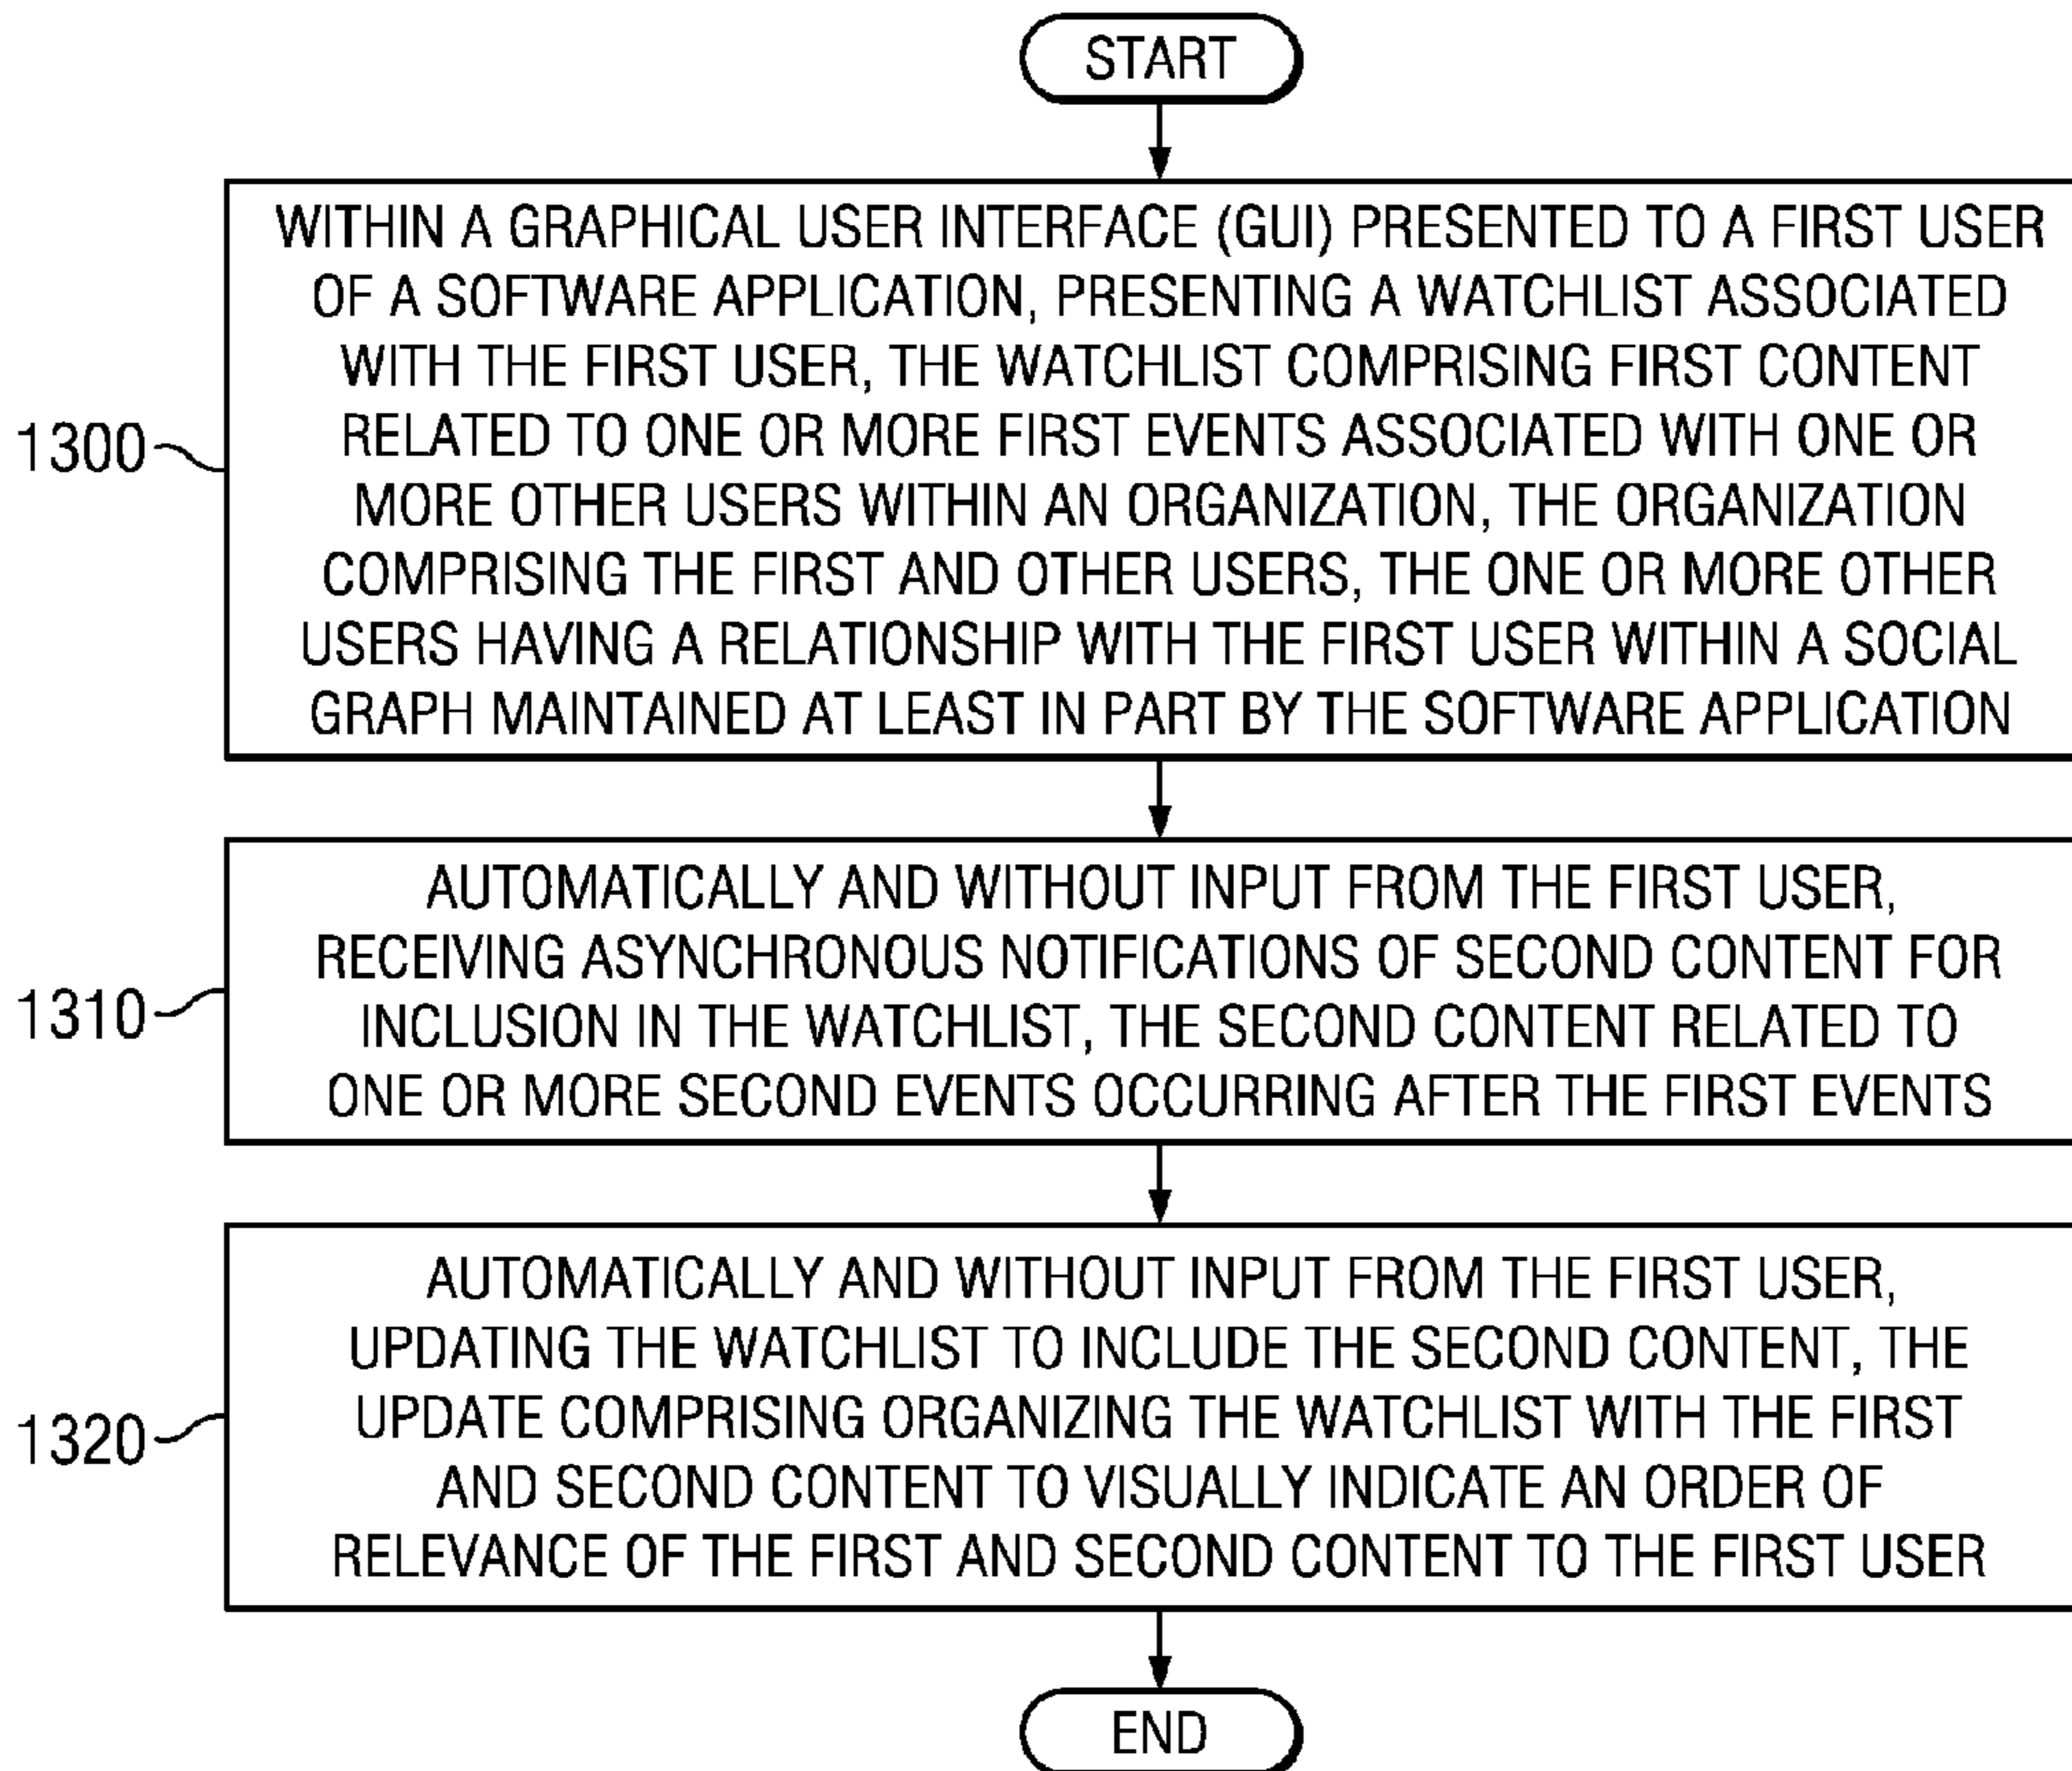 START
WITHIN A GRAPHICAL USER INTERFACE (GUI) PRESENTED TO A FIRST USER
OF A SOFTWARE APPLICATION, PRESENTING A WATCHLIST ASSOCIATED
WITH THE FIRST USER, THE WATCHLIST COMPRISING FIRST CONTENT
RELATED TO ONE OR MORE FIRST EVENTS ASSOCIATED WITH ONE OR
MORE OTHER USERS WITHIN AN ORGANIZATION, THE ORGANIZATION
COMPRISING THE FIRST AND OTHER USERS, THE ONE OR MORE OTHER
USERS HAVING A RELATIONSHIP WITH THE FIRST USER WITHIN A SOCIAL
GRAPH MAINTAINED AT LEAST IN PART BY THE SOFTWARE APPLICATION
1300
AUTOMATICALLY AND WITHOUT INPUT FROM THE FIRST USER,
RECEIVING ASYNCHRONOUS NOTIFICATIONS OF SECOND CONTENT FOR
INCLUSION IN THE WATCHLIST, THE SECOND CONTENT RELATED TO
ONE OR MORE SECOND EVENTS OCCURRING AFTER THE FIRST EVENTS
1310
AUTOMATICALLY AND WITHOUT INPUT FROM THE FIRST USER,
UPDATING THE WATCHLIST TO INCLUDE THE SECOND CONTENT, THE
UPDATE COMPRISING ORGANIZING THE WATCHLIST WITH THE FIRST
AND SECOND CONTENT TO VISUALLY INDICATE AN ORDER OF
RELEVANCE OF THE FIRST AND SECOND CONTENT TO THE FIRST USER
1320
END